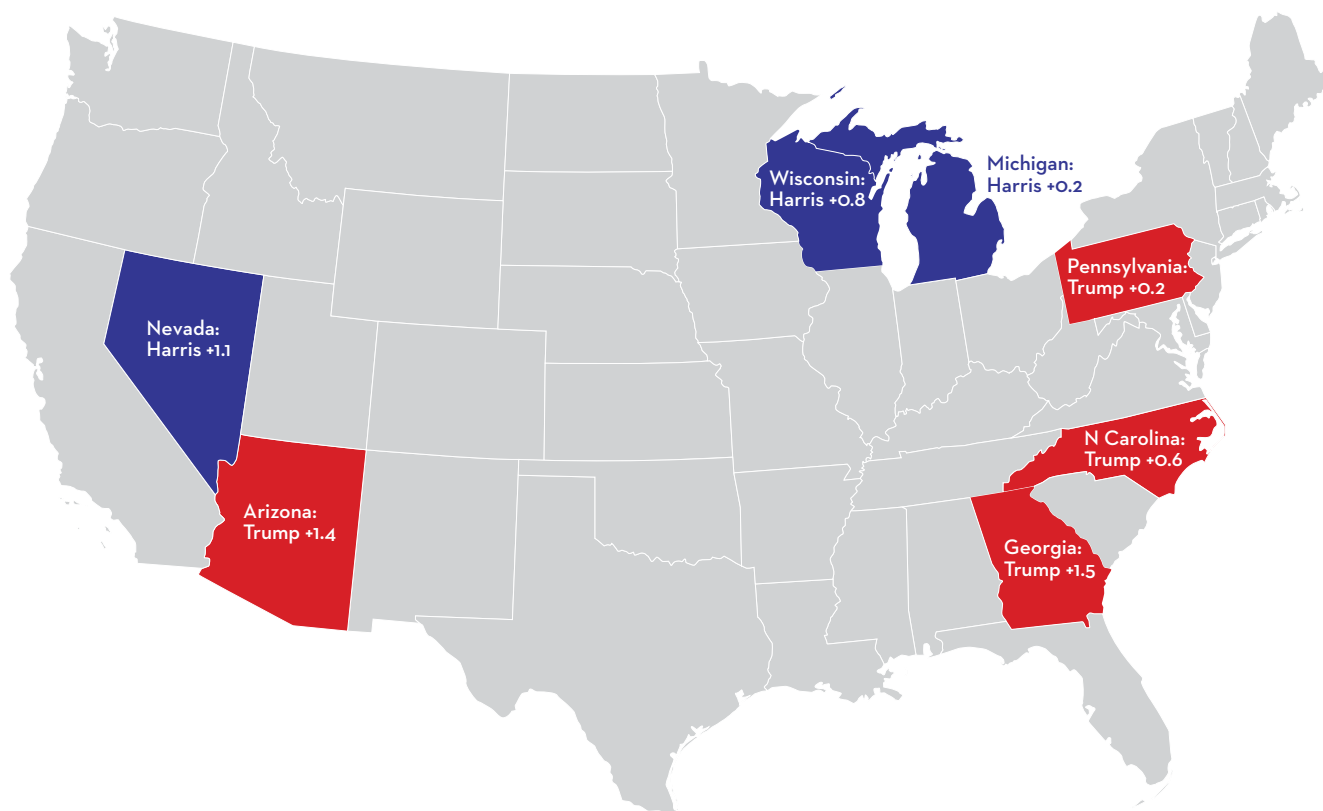 Wisconsin:
Harris +0.8
Michigan:
Harris +0.2
Pennsylvania:
Trump +0.2
Nevada:
Harris +1.1
N Carolina:
Trump +0.6
Arizona:
Trump +1.4
Georgia:
Trump +1.5